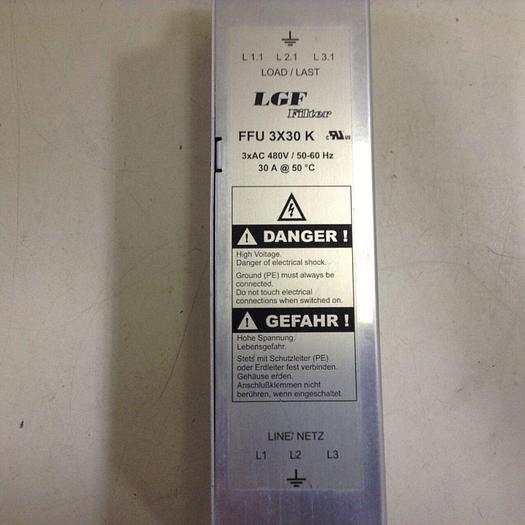 L 1.1 L 2.1 L 3.1
LOAD / LAST
LGF
Filter
FFU 3X30 K c RU us
3xAC 480V / 50-60 Hz
30 A @ 50 °C
DANGER !
High Voltage.
Danger of electrical shock.
Ground (PE) must always be
connected.
Do not touch electrical
connections when switched on.
GEFAHR !
Hohe Spannung.
Lebensgefahr.
Stets mit Schutzleiter (PE)
oder Erdleiter fest verbinden.
Gehäuse erden.
Anschlußklemmen nicht
berühren, wenn eingeschaltet.
LINE/ NETZ
L1 L2 L3